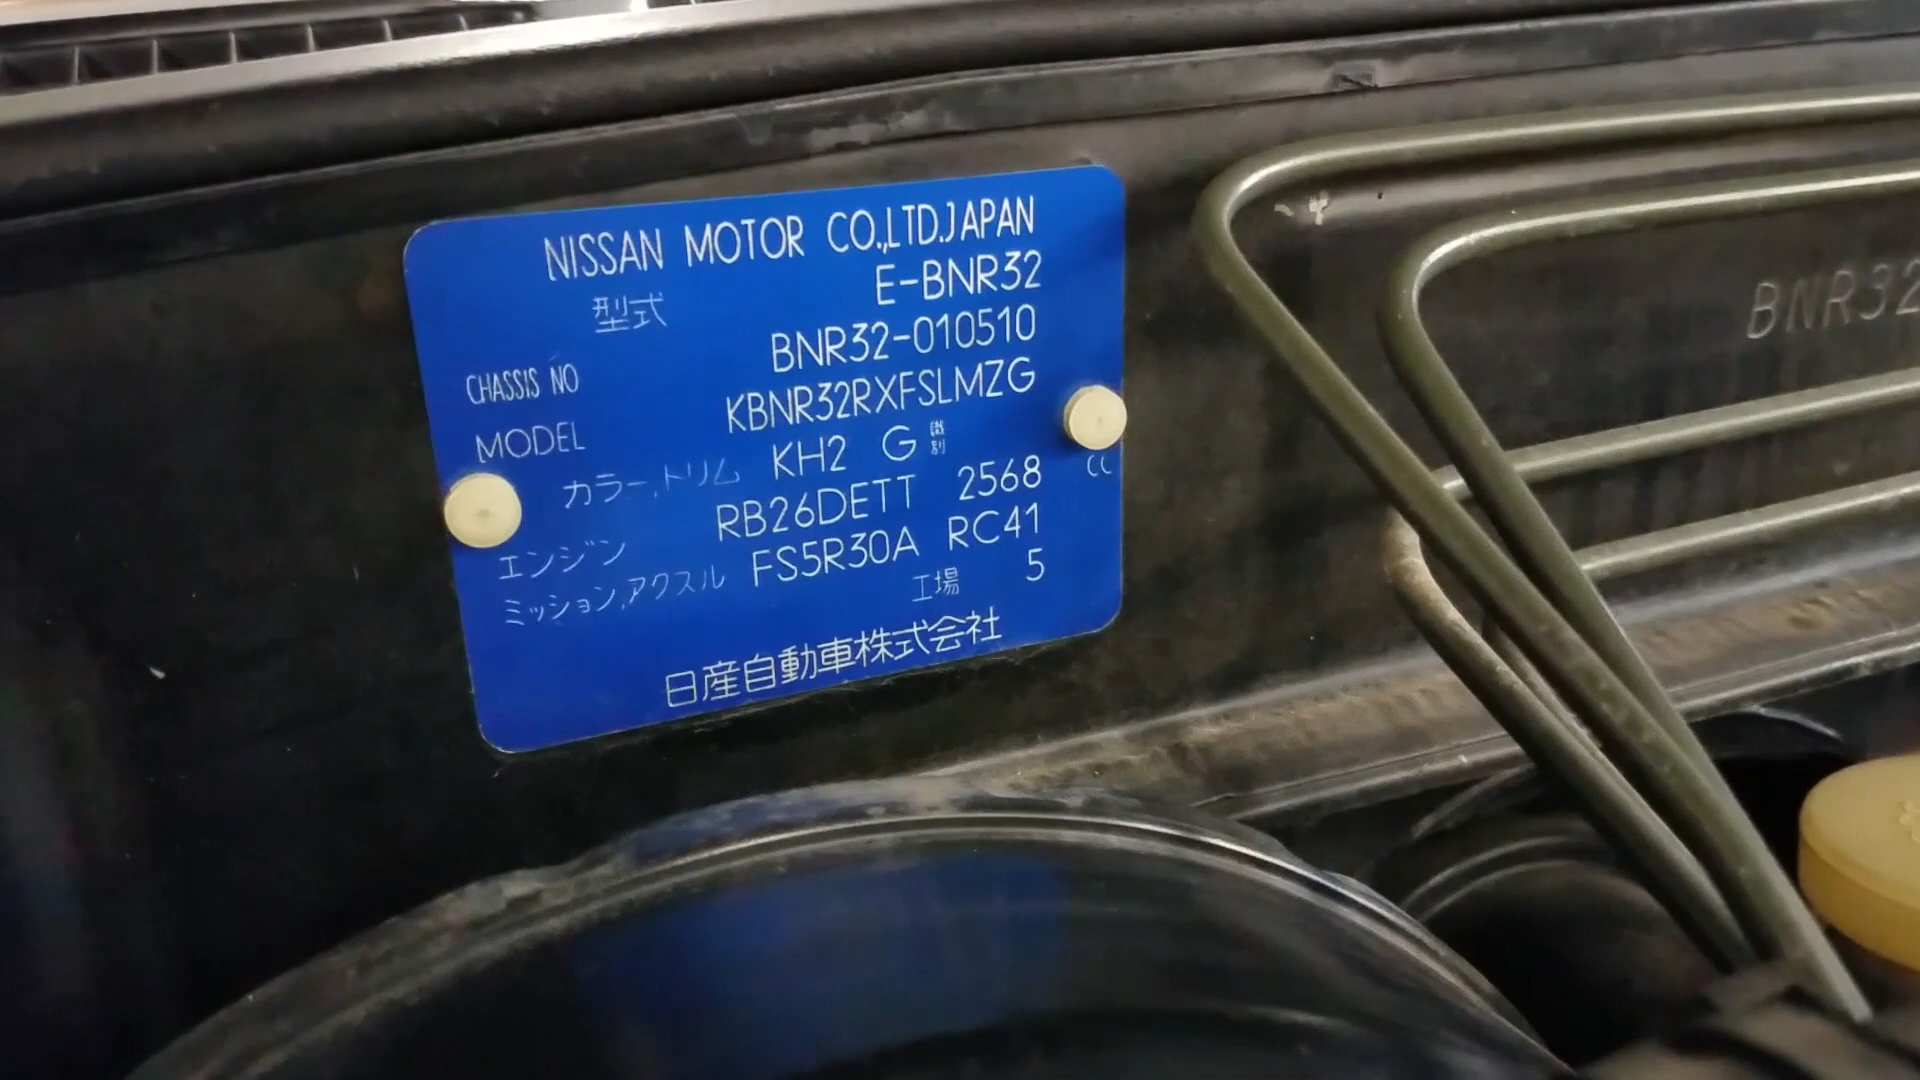 NISSAN MOTOR CO.,LTD.JAPAN
型式 E-BNR32
CHASSIS NO BNR32-010510
MODEL KBNR32RXFSLMZG
カラー,トリム KH2 G 識別
エンジン RB26DETT 2568 cc
ミッション,アクスル FS5R30A RC41
工場 5
日産自動車株式会社
BNR32